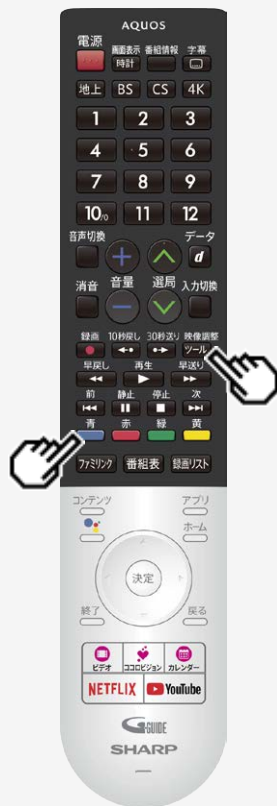 AQUOS
電源 画面表示 番組情報 字幕
時計
地上 BS CS 4K
1 2 3
4 5 6
7 8 9
10/0 11 12
音声切換 データ
d
消音 音量 選局 入力切換
録画 10秒戻し 30秒送り 映像調整
ツール
早戻し 再生 早送り
前 静止 停止 次
青 赤 緑 黄
ファミリンク 番組表 録画リスト
コンテンツ アプリ
ホーム
決定
終了 戻る
ビデオ ココロビジョン カレンダー
NETFLIX YouTube
G-GUIDE
SHARP